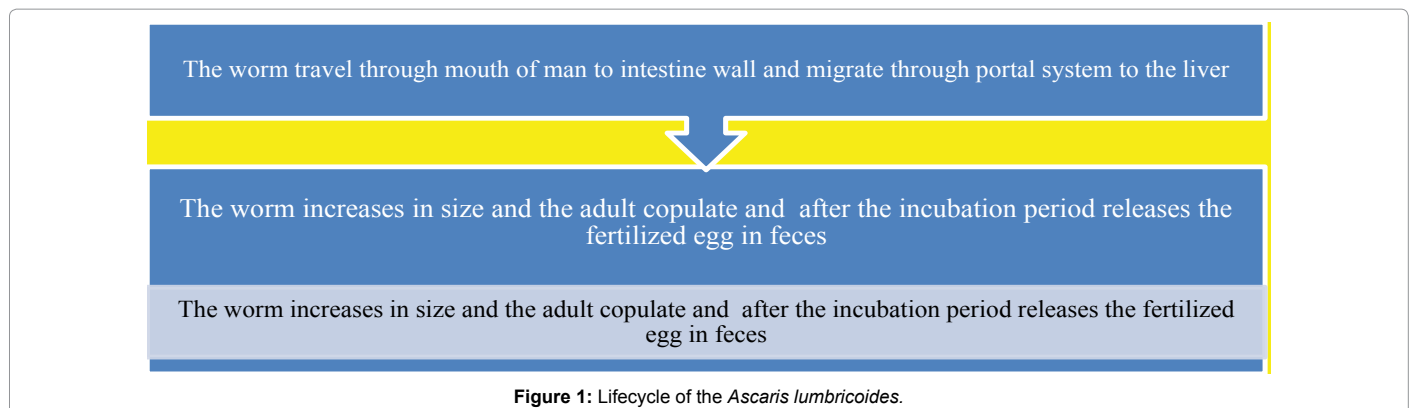 The worm travel through mouth of man to intestine wall and migrate through portal system to the liver
The worm increases in size and the adult copulate and after the incubation period releases the
fertilized egg in feces
The worm increases in size and the adult copulate and after the incubation period releases the fertilized
egg in feces
Figure 1: Lifecycle of the Ascaris lumbricoides.